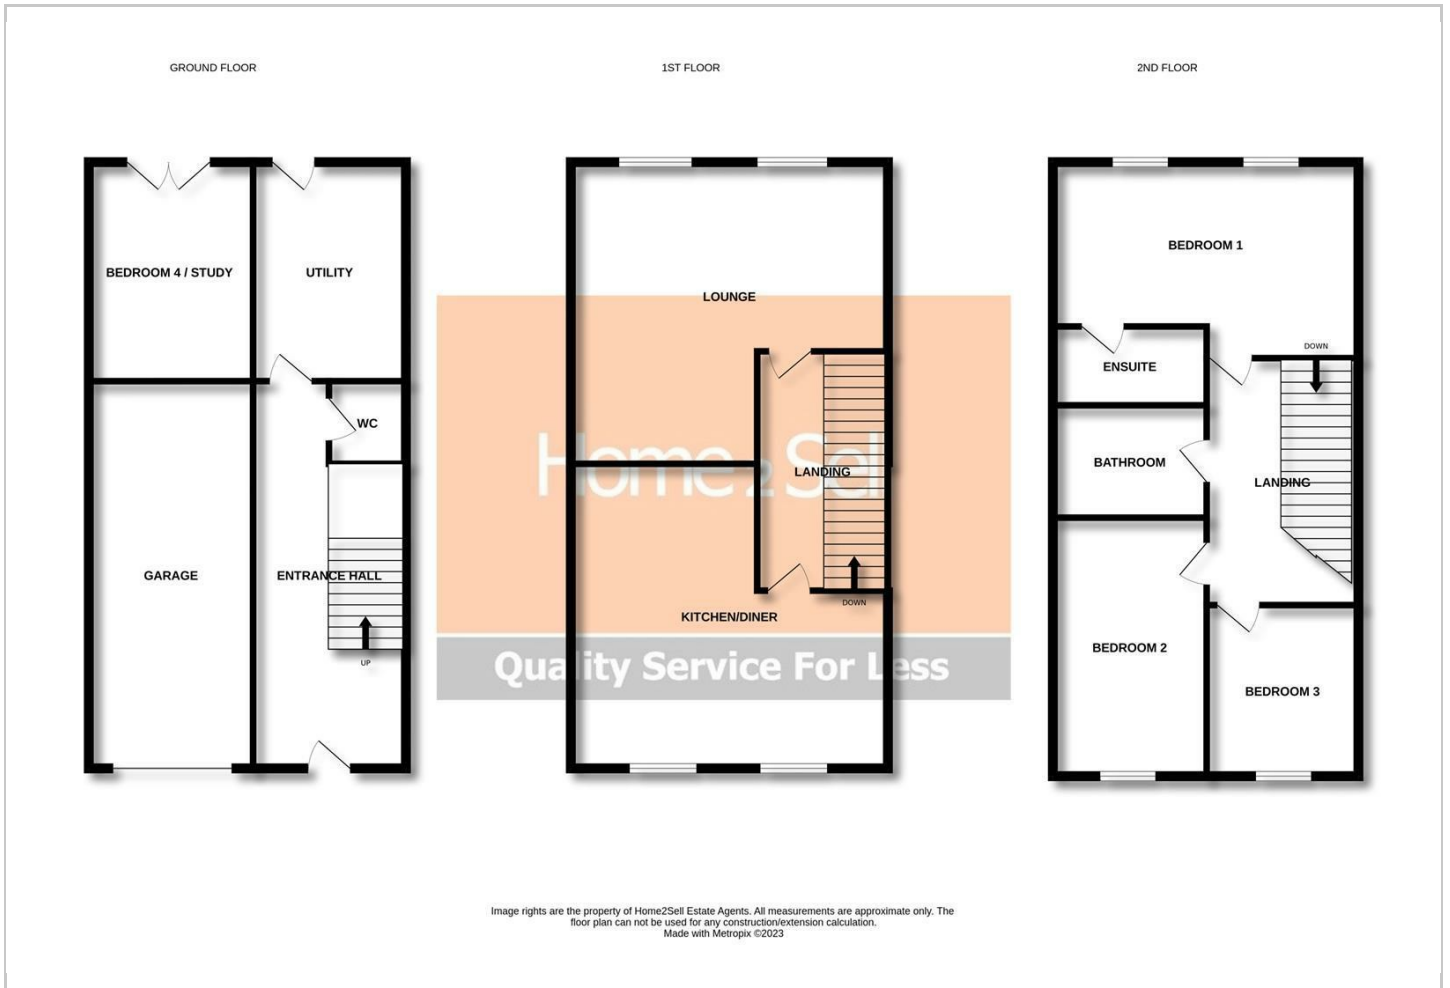 GROUND FLOOR
BEDROOM 4 / STUDY
UTILITY
WC
GARAGE
ENTRANCE HALL
UP
1ST FLOOR
LOUNGE
LANDING
DOWN
KITCHEN/DINER
2ND FLOOR
BEDROOM 1
DOWN
ENSUITE
BATHROOM
LANDING
BEDROOM 2
BEDROOM 3
Home2Sell
Quality Service For Less
Image rights are the property of Home2Sell Estate Agents. All measurements are approximate only. The
floor plan can not be used for any construction/extension calculation.
Made with Metropix ©2023